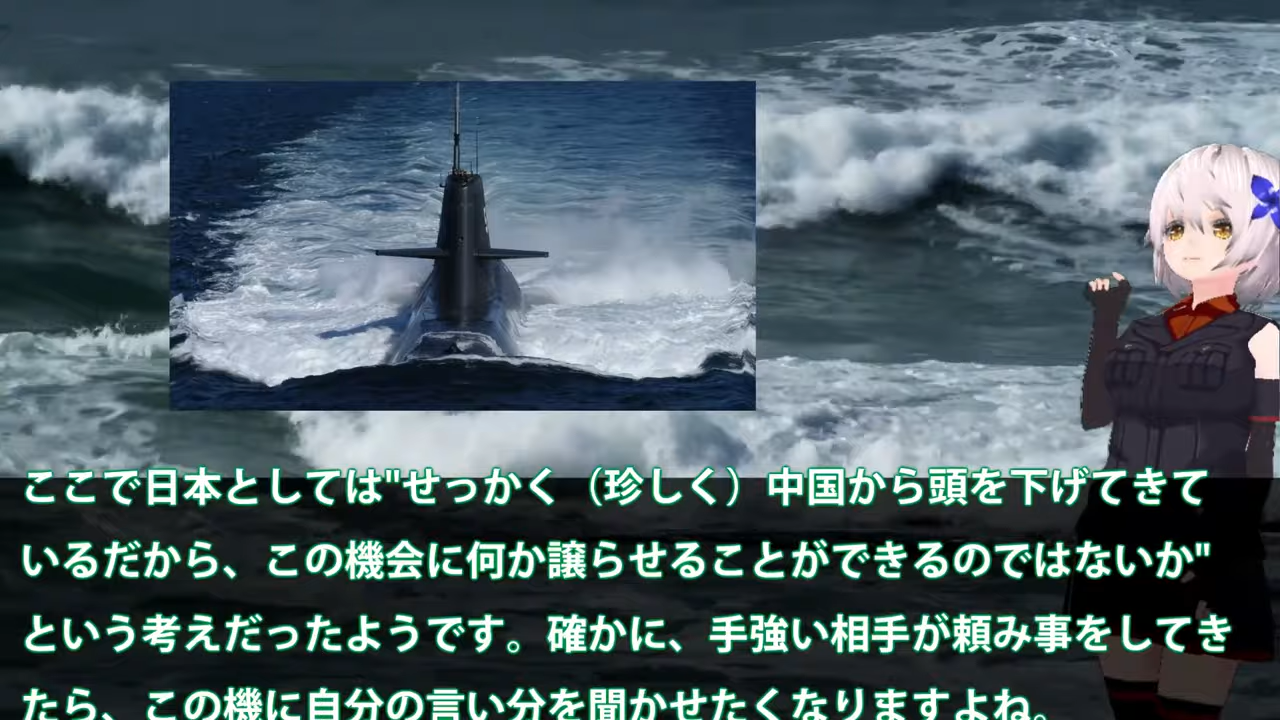 ここで日本としては"せっかく（珍しく）中国から頭を下げてきて
いるだから、この機会に何か譲らせることができるのではないか"
という考えだったようです。確かに、手強い相手が頼み事をしてき
たら、この機に自分の言い分を聞かせたくなりますよね。